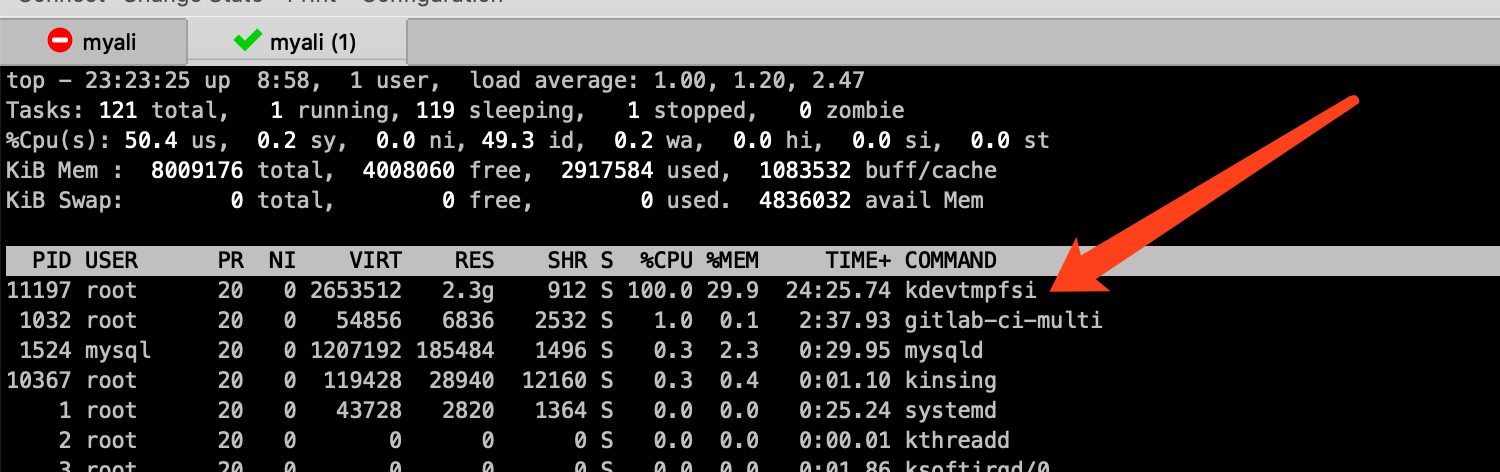 myali myali (1)
top - 23:23:25 up  8:58,  1 user,  load average: 1.00, 1.20, 2.47
Tasks: 121 total,   1 running, 119 sleeping,   1 stopped,   0 zombie
%Cpu(s): 50.4 us,  0.2 sy,  0.0 ni, 49.3 id,  0.2 wa,  0.0 hi,  0.0 si,  0.0 st
KiB Mem :  8009176 total,  4008060 free,  2917584 used,  1083532 buff/cache
KiB Swap:        0 total,        0 free,        0 used.  4836032 avail Mem
PID USER      PR  NI    VIRT    RES    SHR S  %CPU %MEM     TIME+ COMMAND
11197 root      20   0 2653512   2.3g    912 S 100.0 29.9  24:25.74 kdevtmpfsi
1032 root      20   0   54856   6836   2532 S   1.0  0.1   2:37.93 gitlab-ci-multi
1524 mysql     20   0 1207192 185484   1496 S   0.3  2.3   0:29.95 mysqld
10367 root      20   0  119428  28940  12160 S   0.3  0.4   0:01.10 kinsing
1 root      20   0   43728   2820   1364 S   0.0  0.0   0:25.24 systemd
2 root      20   0       0      0      0 S   0.0  0.0   0:00.01 kthreadd
3 root      20   0       0      0      0 S   0.0  0.0   0:01.86 ksoftirqd/0